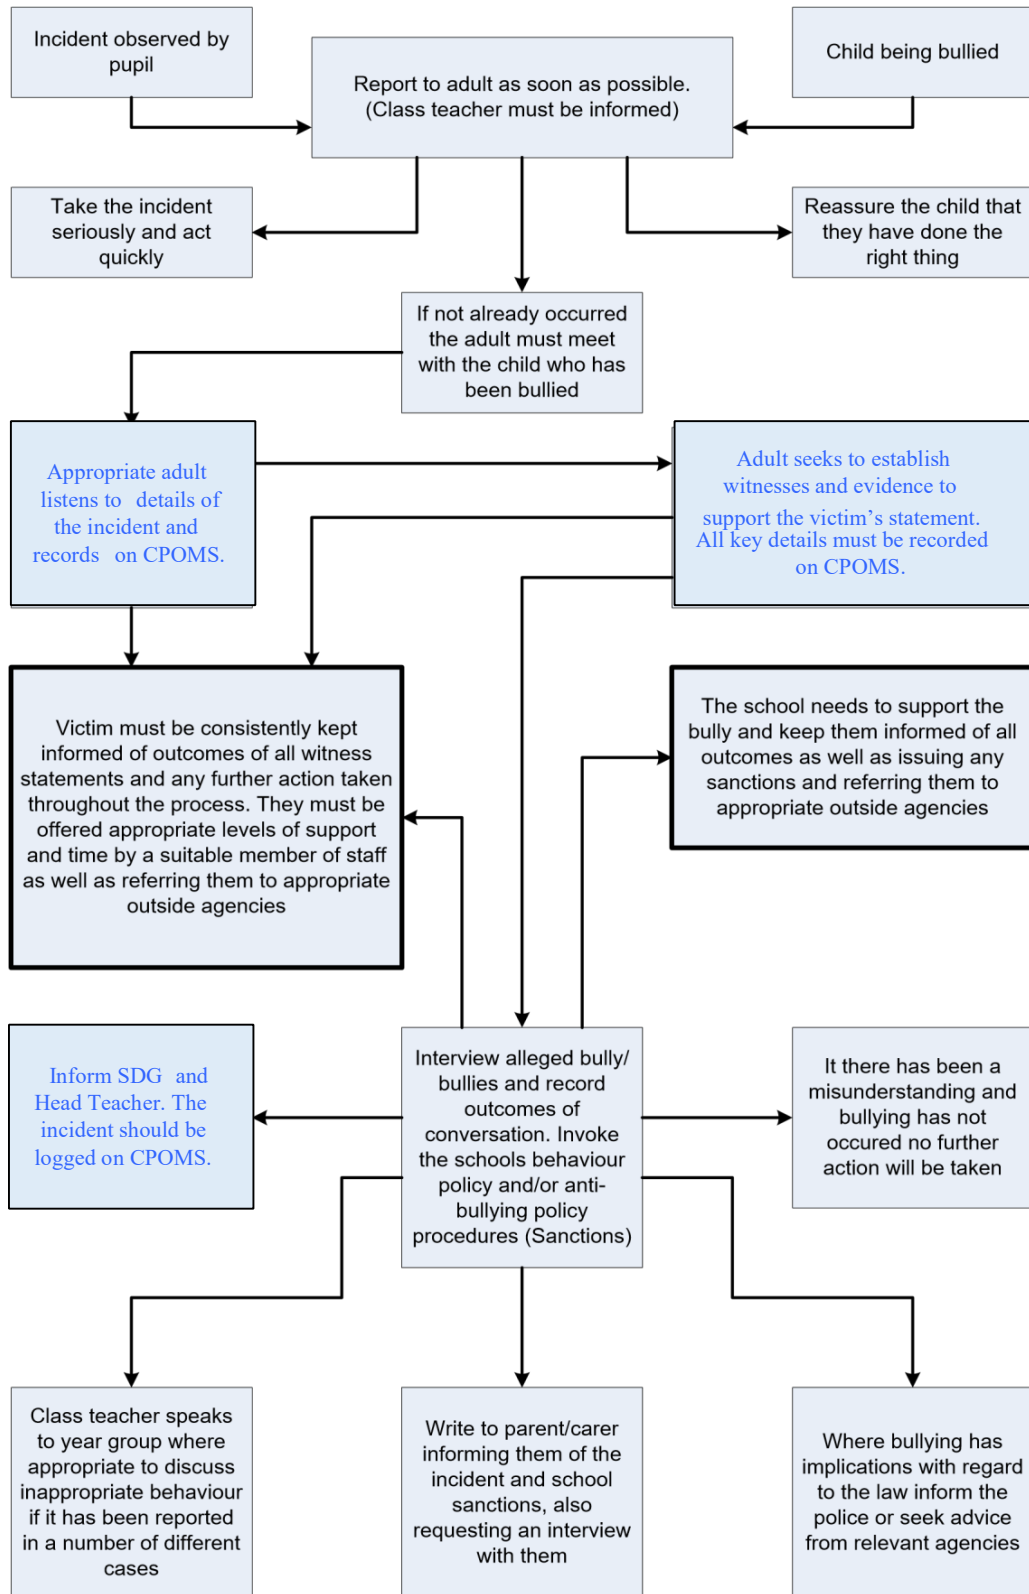 Incident observed by
pupil
Report to adult as soon as possible.
(Class teacher must be informed)
Child being bullied
Take the incident
seriously and act
quickly
Reassure the child that
they have done the
right thing
If not already occurred
the adult must meet
with the child who has
been bullied
Appropriate adult
listens to details of
the incident and
records on CPOMS.
Adult seeks to establish
witnesses and evidence to
support the victim's statement.
All key details must be recorded
on CPOMS.
Victim must be consistently kept
informed of outcomes of all witness
statements and any further action taken
throughout the process. They must be
offered appropriate levels of support
and time by a suitable member of staff
as well as referring them to appropriate
outside agencies
The school needs to support the
bully and keep them informed of all
outcomes as well as issuing any
sanctions and referring them to
appropriate outside agencies
Inform SDG and
Head Teacher. The
incident should be
logged on CPOMS.
Interview alleged bully/
bullies and record
outcomes of
conversation. Invoke
the schools behaviour
policy and/or anti-
bullying policy
procedures (Sanctions)
It there has been a
misunderstanding and
bullying has not
occured no further
action will be taken
Class teacher speaks
to year group where
appropriate to discuss
inappropriate behaviour
if it has been reported
in a number of different
cases
Write to parent/carer
informing them of the
incident and school
sanctions, also
requesting an interview
with them
Where bullying has
implications with regard
to the law inform the
police or seek advice
from relevant agencies